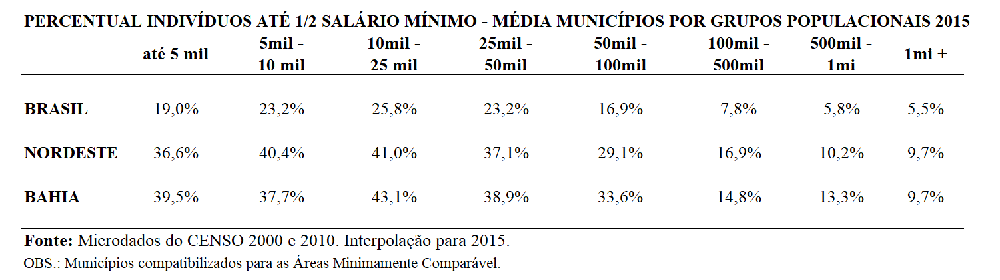 PERCENTUAL INDIVÍDUOS ATÉ 1/2 SALÁRIO MÍNIMO - MÉDIA MUNICÍPIOS POR GRUPOS POPULACIONAIS 2015
até 5 mil 5mil - 10 mil 10mil - 25 mil 25mil - 50mil 50mil - 100mil 100mil - 500mil 500mil - 1mi 1mi +
BRASIL 19,0% 23,2% 25,8% 23,2% 16,9% 7,8% 5,8% 5,5%
NORDESTE 36,6% 40,4% 41,0% 37,1% 29,1% 16,9% 10,2% 9,7%
BAHIA 39,5% 37,7% 43,1% 38,9% 33,6% 14,8% 13,3% 9,7%
Fonte: Microdados do CENSO 2000 e 2010. Interpolação para 2015.
OBS.: Municípios compatibilizados para as Áreas Minimamente Comparável.